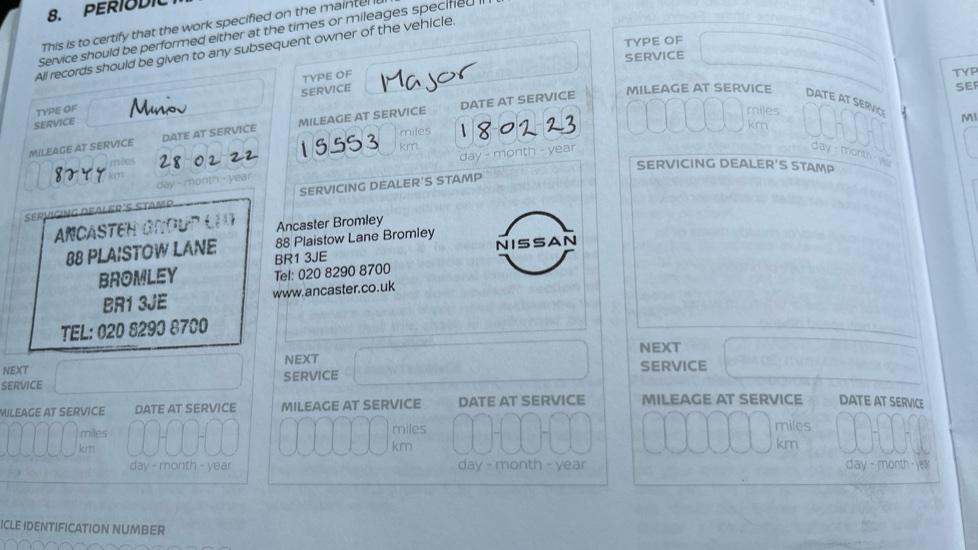 8. PERIODIC
This is to certify that the work specified on the
Service should be performed either at the times or mileages specified in
All records should be given to any subsequent owner of the vehicle.
TYPE OF SERVICE Minor
MILEAGE AT SERVICE
8744 miles km
DATE AT SERVICE
28 02 22
day - month - year
SERVICING DEALER'S STAMP
ANCASTER GROUP LTD
88 PLAISTOW LANE
BROMLEY
BR1 3JE
TEL: 020 8290 8700
NEXT SERVICE
MILEAGE AT SERVICE
miles km
DATE AT SERVICE
day - month - year
TYPE OF SERVICE Major
MILEAGE AT SERVICE
15553 miles km
DATE AT SERVICE
18 02 23
day - month - year
SERVICING DEALER'S STAMP
Ancaster Bromley
88 Plaistow Lane Bromley
BR1 3JE
Tel: 020 8290 8700
www.ancaster.co.uk
NISSAN
NEXT SERVICE
MILEAGE AT SERVICE
miles km
DATE AT SERVICE
day - month - year
TYPE OF SERVICE
MILEAGE AT SERVICE
miles km
DATE AT SERVICE
day - month - year
SERVICING DEALER'S STAMP
NEXT SERVICE
MILEAGE AT SERVICE
miles km
DATE AT SERVICE
day - month - year
IDENTIFICATION NUMBER